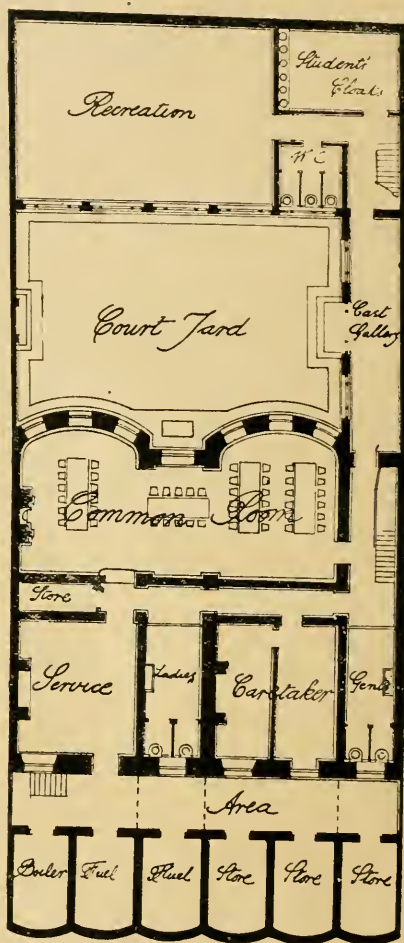 Recreation
Students'
Cloaks
W C
Court Yard
Cast
Gallery
Common Room
Store
Service
Ladies
Caretaker
Gents
Area
Boiler
Fuel
Fuel
Store
Store
Store